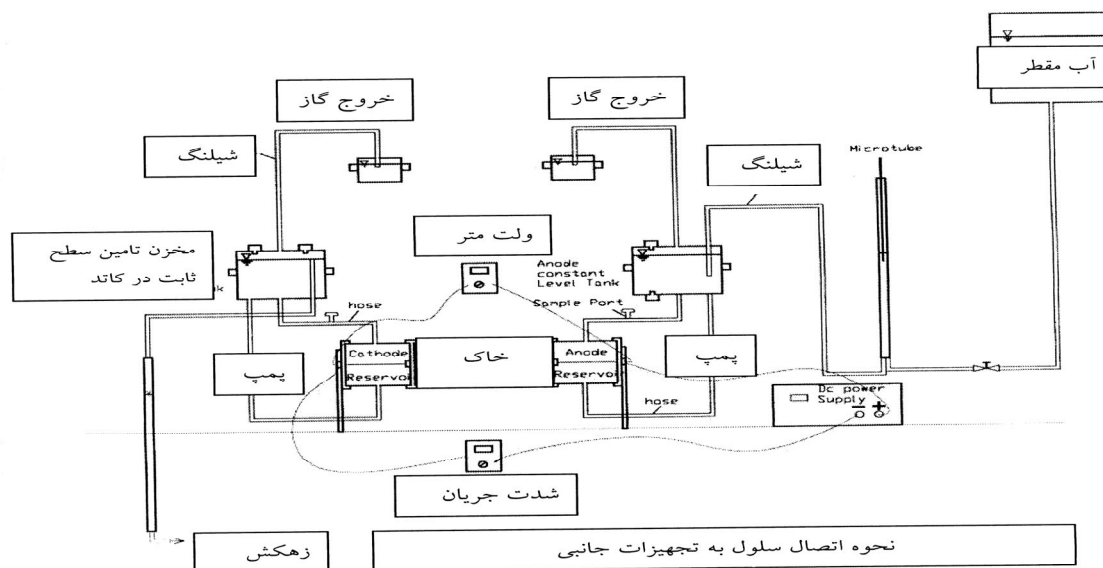 آب مقطر
خروج گاز
خروج گاز
شیلنگ
شیلنگ
Microtube
ولت متر
مخزن تامین سطح
ثابت در کاتد
Anode
constant
Level Tank
Sample Port
hose
Cathode
Reservoi
خاک
Anode
Reservoi
پمپ
پمپ
hose
Dc power
Supply
شدت جریان
زهکش
نحوه اتصال سلول به تجهیزات جانبی